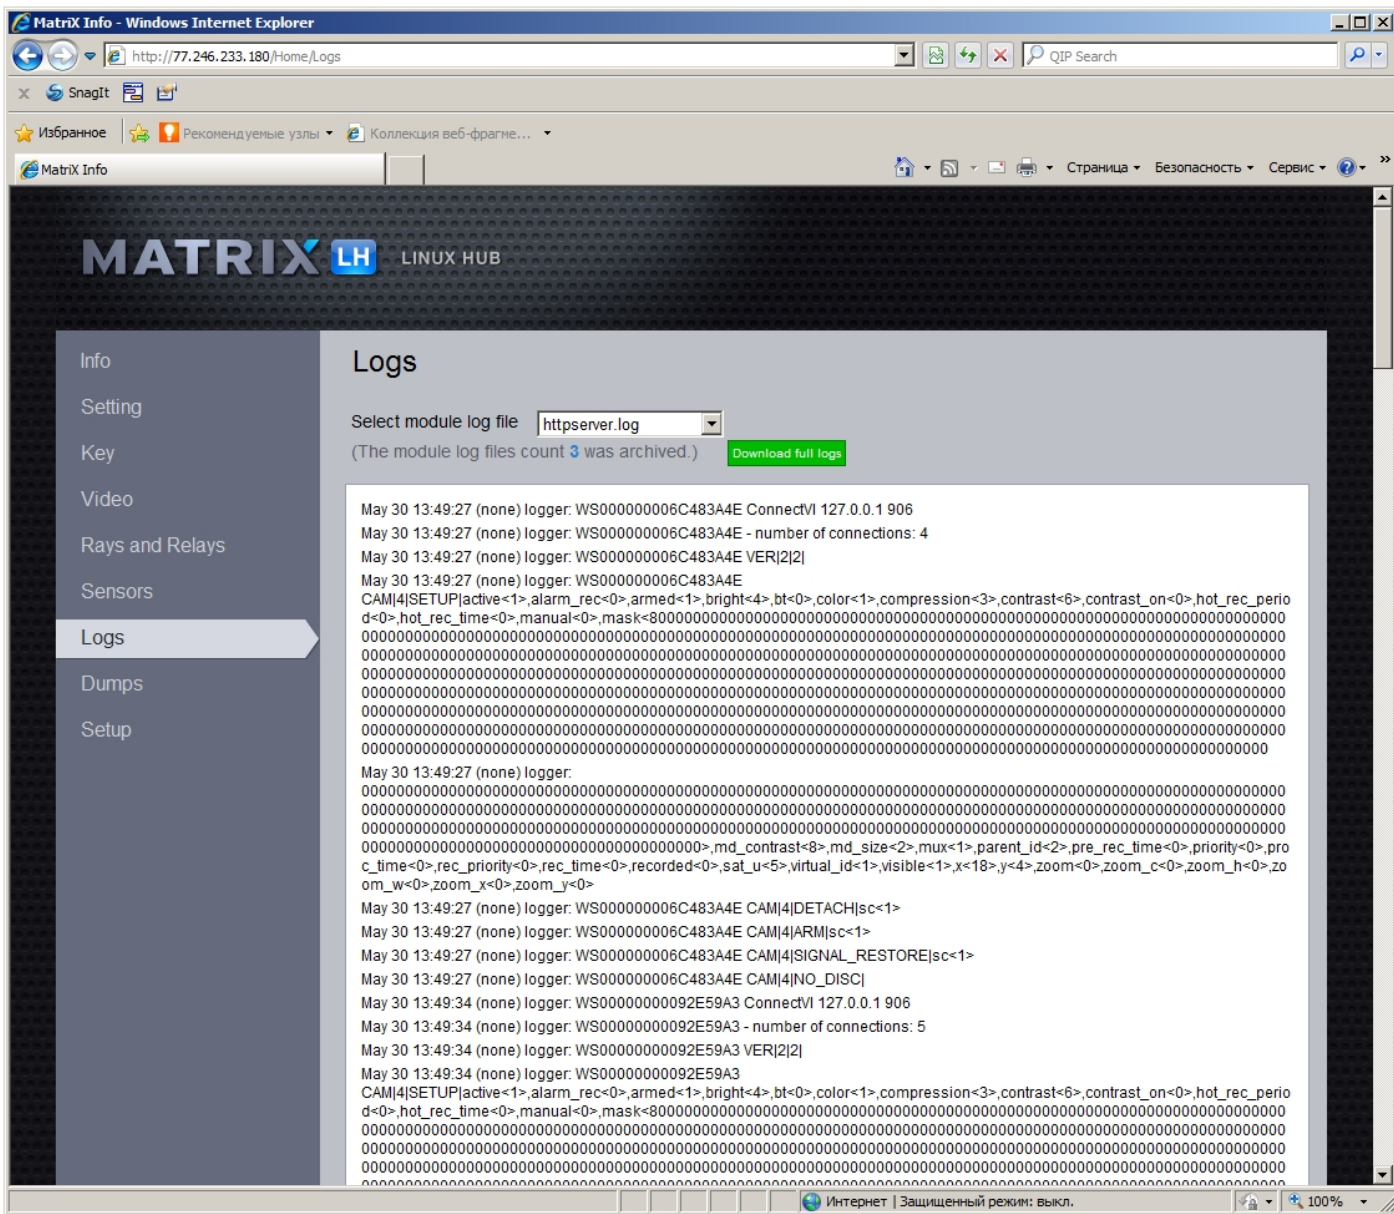 MatriX Info - Windows Internet Explorer
http://77.246.233.180/Home/Logs
QIP Search
x SnagIt
Избранное Рекомендуемые узлы Коллекция веб-фрагме...
MatriX Info
Страница Безопасность Сервис »
MATRIX LH LINUX HUB
Info
Setting
Key
Video
Rays and Relays
Sensors
Logs
Dumps
Setup
Logs
Select module log file httpserver.log
(The module log files count 3 was archived.) Download full logs
May 30 13:49:27 (none) logger: WS000000006C483A4E ConnectVI 127.0.0.1 906
May 30 13:49:27 (none) logger: WS000000006C483A4E - number of connections: 4
May 30 13:49:27 (none) logger: WS000000006C483A4E VER|2|2|
May 30 13:49:27 (none) logger: WS000000006C483A4E
CAM|4|SETUP|active<1>,alarm_rec<0>,armed<1>,bright<4>,bt<0>,color<1>,compression<3>,contrast<6>,contrast_on<0>,hot_rec_perio
d<0>,hot_rec_time<0>,manual<0>,mask<8
May 30 13:49:27 (none) logger:
>,md_contrast<8>,md_size<2>,mux<1>,parent_id<2>,pre_rec_time<0>,priority<0>,pro
c_time<0>,rec_priority<0>,rec_time<0>,recorded<0>,sat_u<5>,virtual_id<1>,visible<1>,x<18>,y<4>,zoom<0>,zoom_c<0>,zoom_h<0>,zo
om_w<0>,zoom_x<0>,zoom_y<0>
May 30 13:49:27 (none) logger: WS000000006C483A4E CAM|4|DETACH|sc<1>
May 30 13:49:27 (none) logger: WS000000006C483A4E CAM|4|ARM|sc<1>
May 30 13:49:27 (none) logger: WS000000006C483A4E CAM|4|SIGNAL_RESTORE|sc<1>
May 30 13:49:27 (none) logger: WS000000006C483A4E CAM|4|NO_DISC|
May 30 13:49:34 (none) logger: WS00000000092E59A3 ConnectVI 127.0.0.1 906
May 30 13:49:34 (none) logger: WS00000000092E59A3 - number of connections: 5
May 30 13:49:34 (none) logger: WS00000000092E59A3 VER|2|2|
May 30 13:49:34 (none) logger: WS00000000092E59A3
CAM|4|SETUP|active<1>,alarm_rec<0>,armed<1>,bright<4>,bt<0>,color<1>,compression<3>,contrast<6>,contrast_on<0>,hot_rec_perio
d<0>,hot_rec_time<0>,manual<0>,mask<8
Интернет | Защищенный режим: выкл.
100%